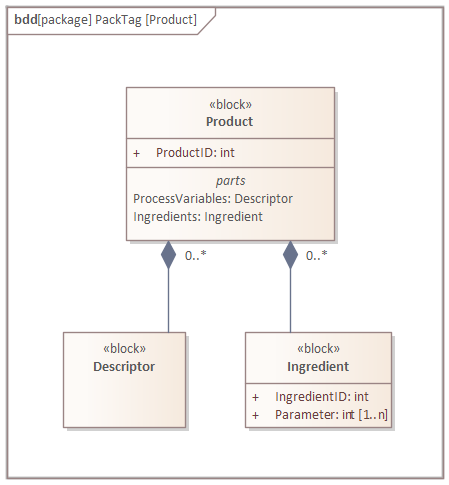 bdd[package] PackTag [Product]
«block»
Product
+ ProductID: int
parts
ProcessVariables: Descriptor
Ingredients: Ingredient
0..* 0..*
«block»
Descriptor
«block»
Ingredient
+ IngredientID: int
+ Parameter: int [1..n]